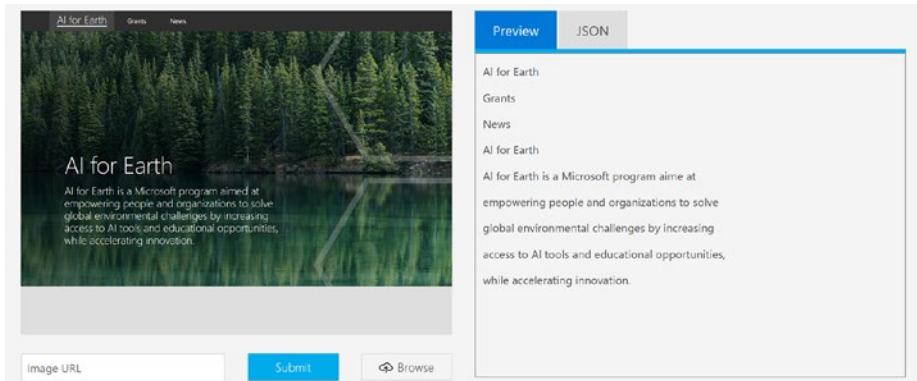 AI for Earth
Grants
News
AI for Earth
AI for Earth is a Microsoft program aimed at
empowering people and organizations to solve
global environmental challenges by increasing
access to AI tools and educational opportunities,
while accelerating innovation.
Image URL
Submit
Browse
Preview
JSON
AI for Earth
Grants
News
AI for Earth
AI for Earth is a Microsoft program aime at
empowering people and organizations to solve
global environmental challenges by increasing
access to AI tools and educational opportunities,
while accelerating innovation.